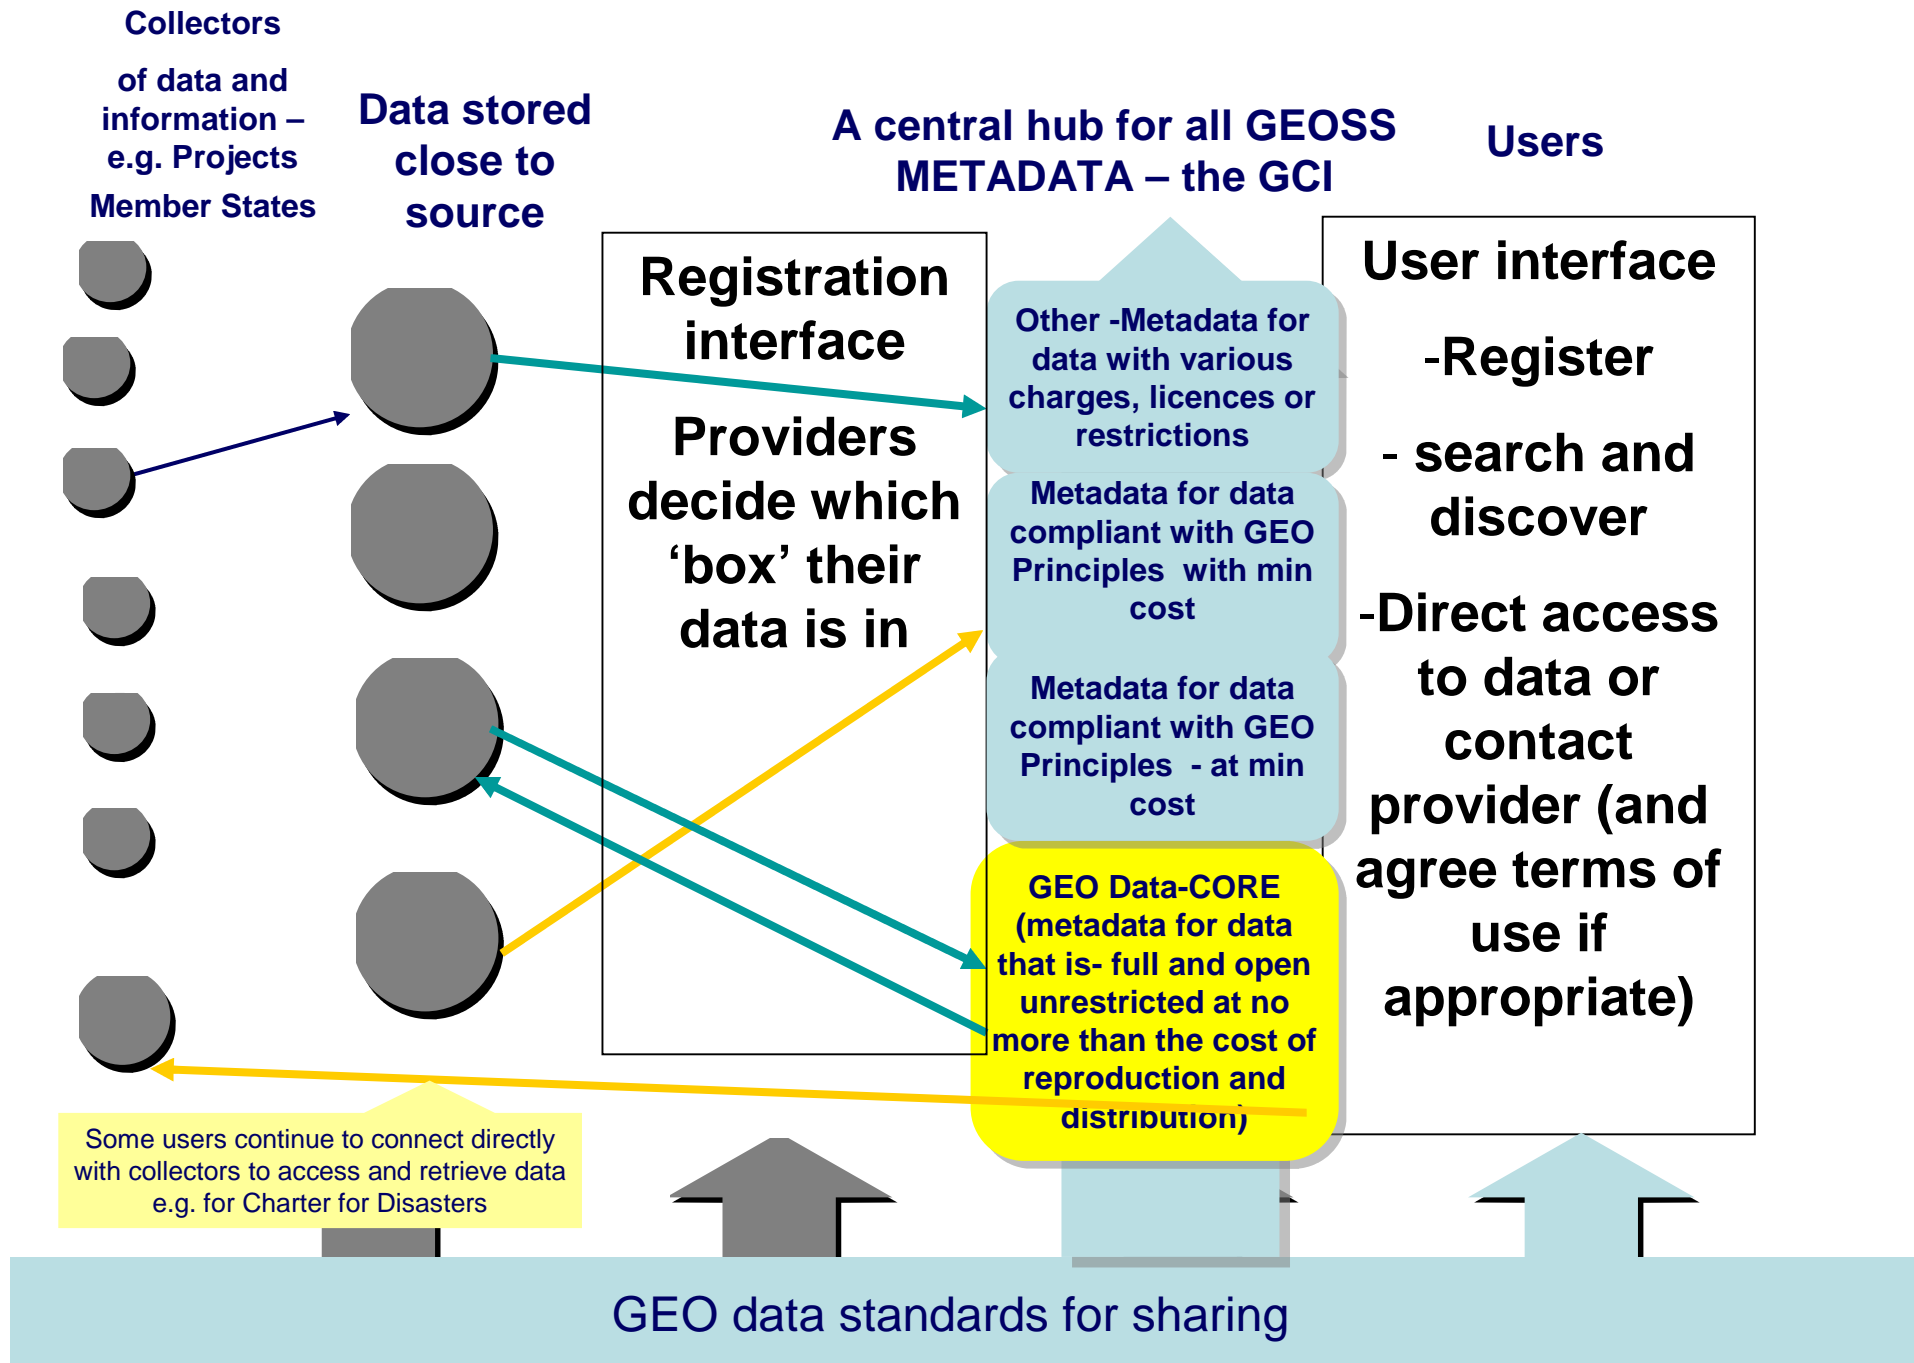 Collectors
of data and
information –
e.g. Projects
Member States
Data stored
close to
source
A central hub for all GEOSS
METADATA – the GCI
Users
Registration
interface
Providers
decide which
‘box’ their
data is in
Other -Metadata for
data with various
charges, licences or
restrictions
Metadata for data
compliant with GEO
Principles with min
cost
Metadata for data
compliant with GEO
Principles - at min
cost
GEO Data-CORE
(metadata for data
that is- full and open
unrestricted at no
more than the cost of
reproduction and
distribution)
User interface
-Register
- search and
discover
-Direct access
to data or
contact
provider (and
agree terms of
use if
appropriate)
Some users continue to connect directly
with collectors to access and retrieve data
e.g. for Charter for Disasters
GEO data standards for sharing